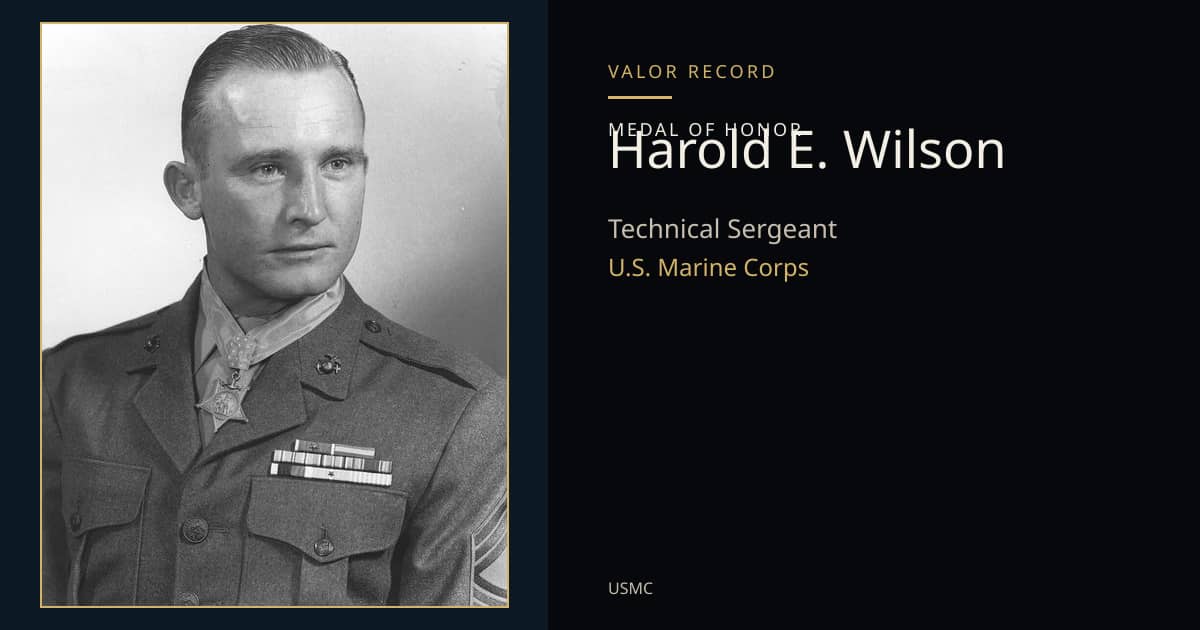 VALOR RECORD
MEDAL OF HONOR
Harold E. Wilson
Technical Sergeant
U.S. Marine Corps
USMC